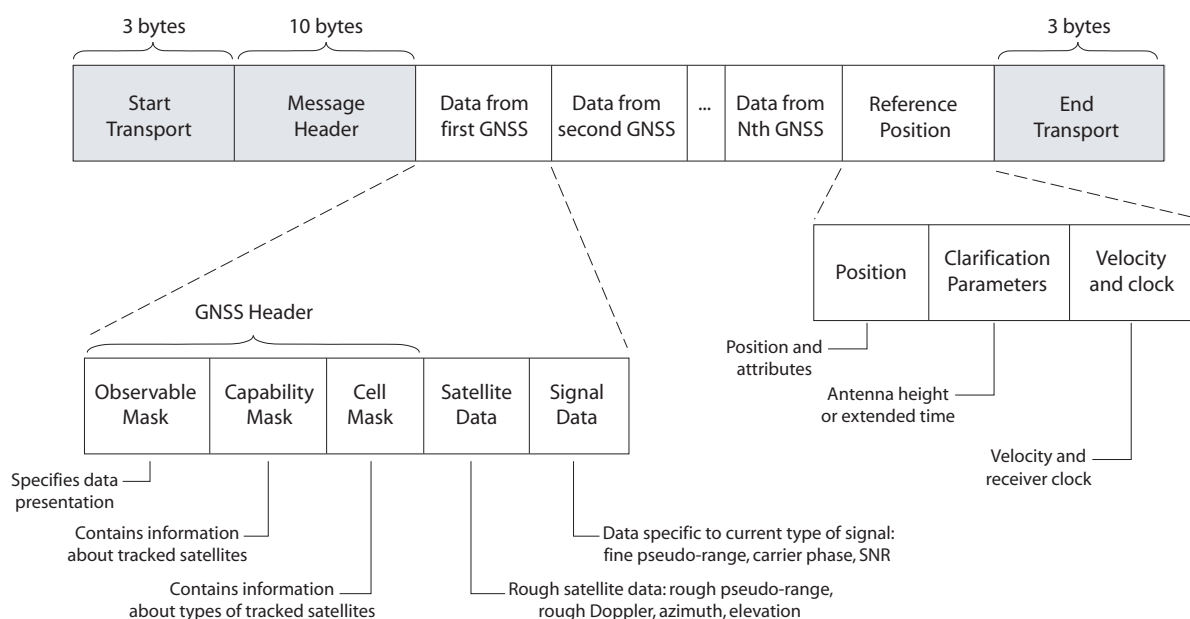 3 bytes
10 bytes
3 bytes
Start
Transport
Message
Header
Data from
first GNSS
Data from
second GNSS
...
Data from
Nth GNSS
Reference
Position
End
Transport
Position
Clarification
Parameters
Velocity
and clock
Position and
attributes
Antenna height
or extended time
Velocity and
receiver clock
GNSS Header
Observable
Mask
Capability
Mask
Cell
Mask
Satellite
Data
Signal
Data
Specifies data
presentation
Contains information
about tracked satellites
Contains information
about types of tracked satellites
Data specific to current type of signal:
fine pseudo-range, carrier phase, SNR
Rough satellite data: rough pseudo-range,
rough Doppler, azimuth, elevation